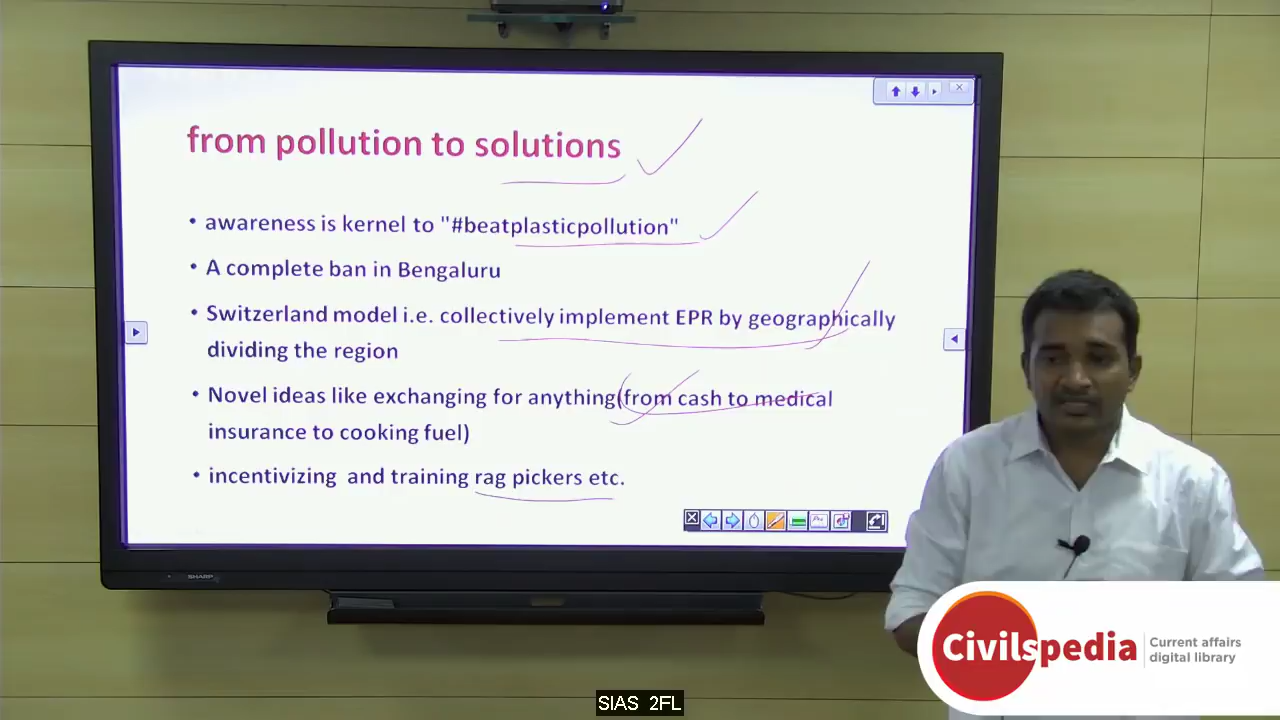 from pollution to solutions
• awareness is kernel to "#beatplasticpollution"
• A complete ban in Bengaluru
• Switzerland model i.e. collectively implement EPR by geographically
dividing the region
• Novel ideas like exchanging for anything(from cash to medical
insurance to cooking fuel)
• incentivizing and training rag pickers etc.
SHARP
Civilspedia
Current affairs
digital library
SIAS 2FL